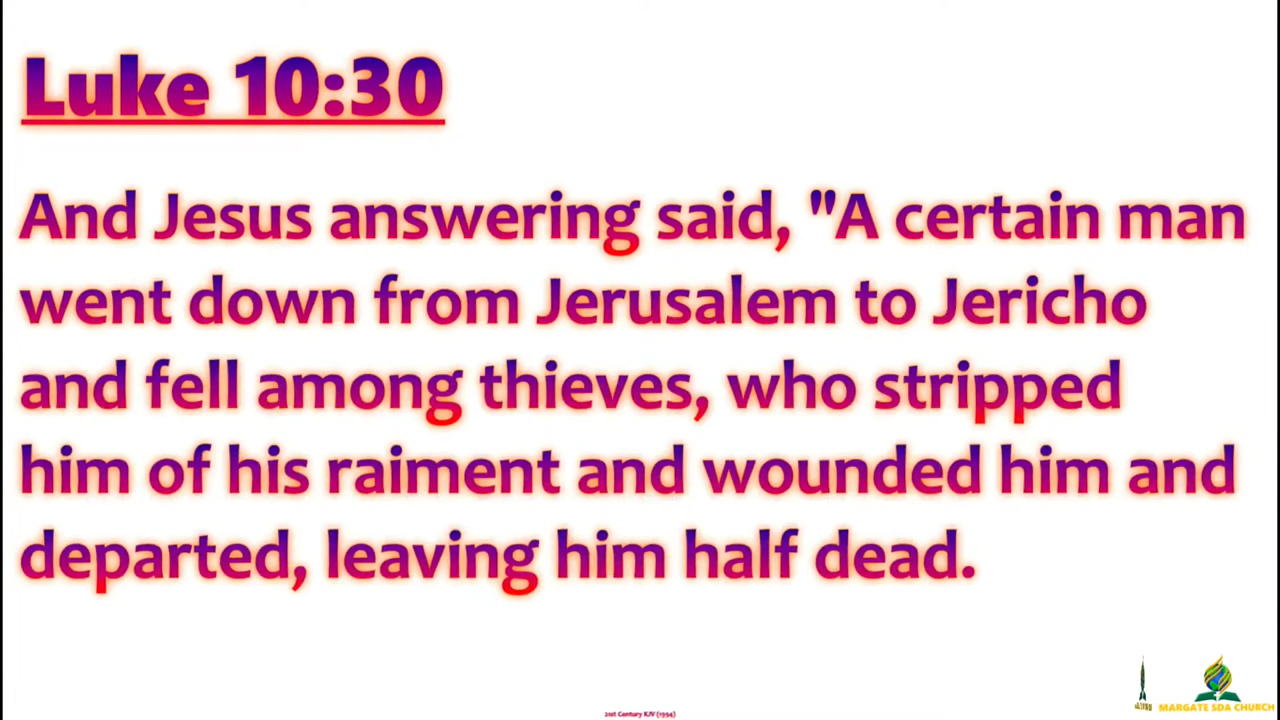 Luke 10:30
And Jesus answering said, "A certain man
went down from Jerusalem to Jericho
and fell among thieves, who stripped
him of his raiment and wounded him and
departed, leaving him half dead.
MARGATE SDA CHURCH
21st Century KJV (1994)